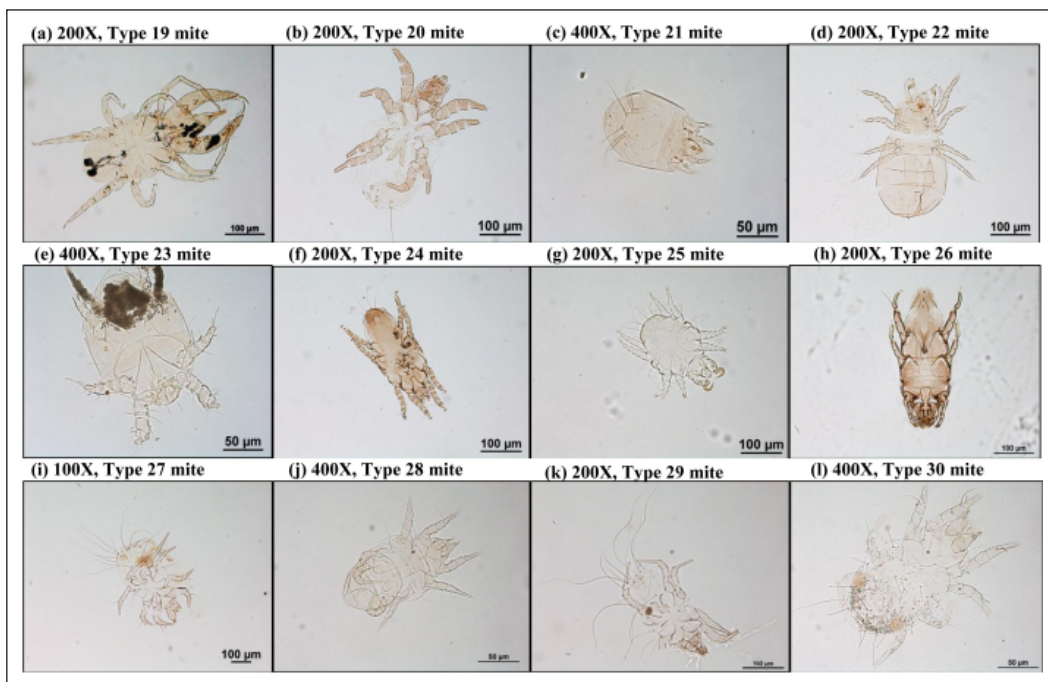 (a) 200X, Type 19 mite
(b) 200X, Type 20 mite
(c) 400X, Type 21 mite
(d) 200X, Type 22 mite
100 µm
100 µm
50 µm
100 µm
(e) 400X, Type 23 mite
(f) 200X, Type 24 mite
(g) 200X, Type 25 mite
(h) 200X, Type 26 mite
50 µm
100 µm
100 µm
100 µm
(i) 100X, Type 27 mite
(j) 400X, Type 28 mite
(k) 200X, Type 29 mite
(l) 400X, Type 30 mite
100 µm
50 µm
100 µm
50 µm